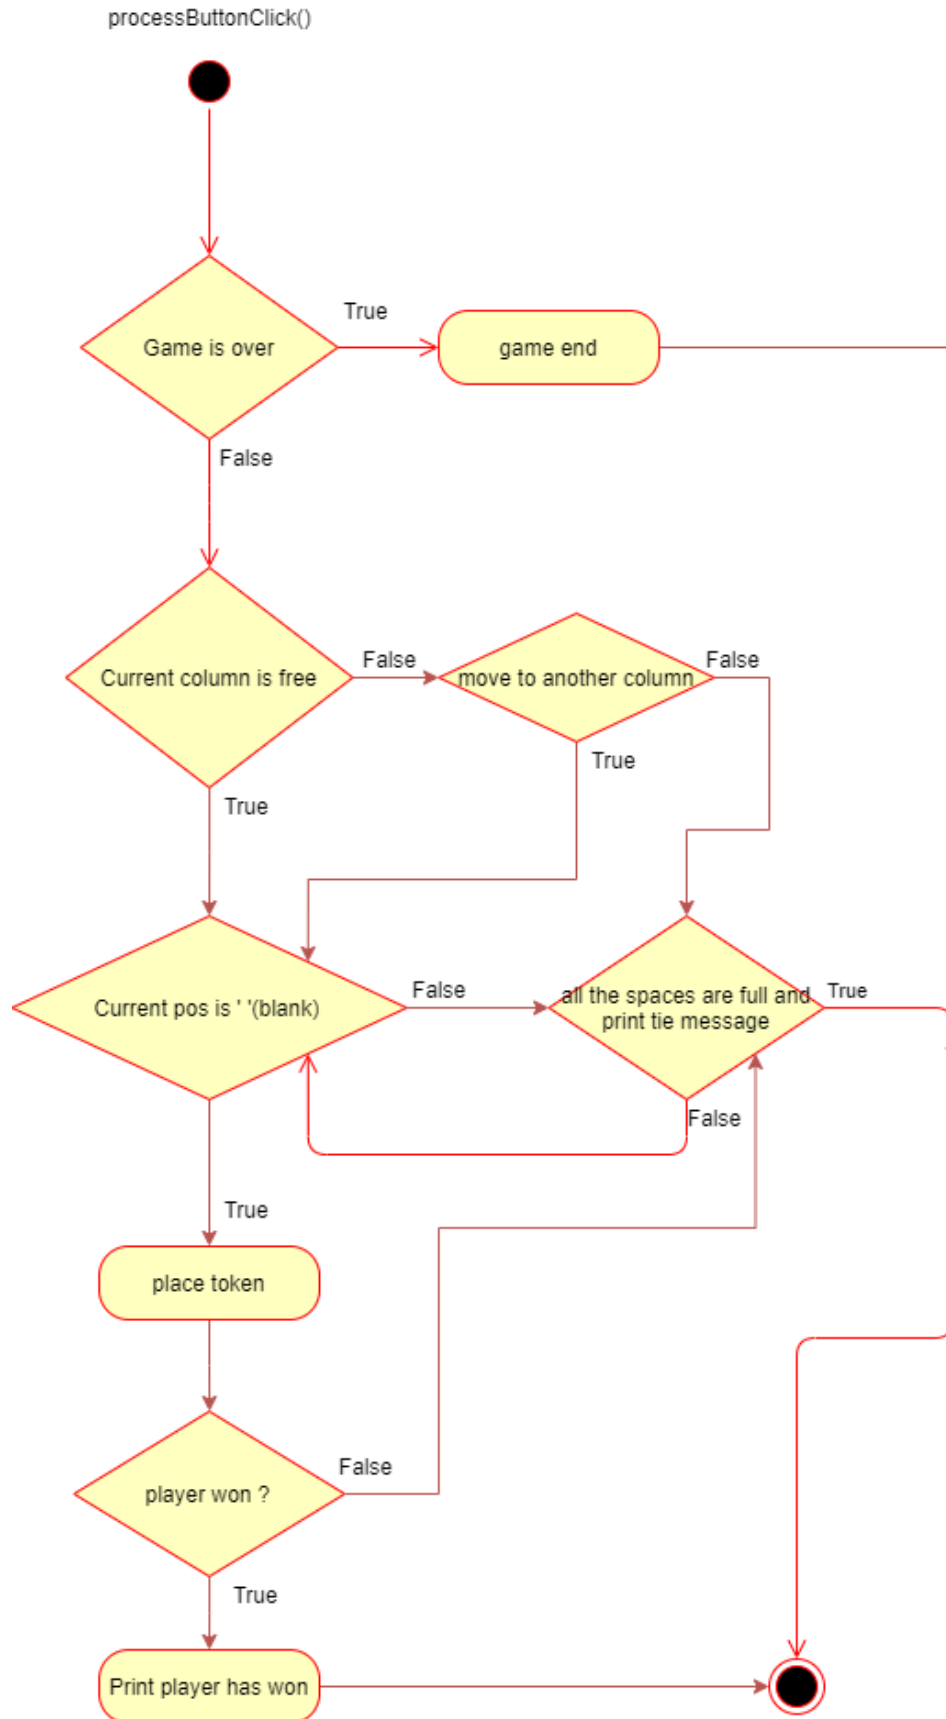 processButtonClick()
True
Game is over
game end
False
False
False
Current column is free
move to another column
True
True
False
all the spaces are full and
True
Current pos is ' '(blank)
print tie message
False
True
place token
False
player won ?
True
Print player has won